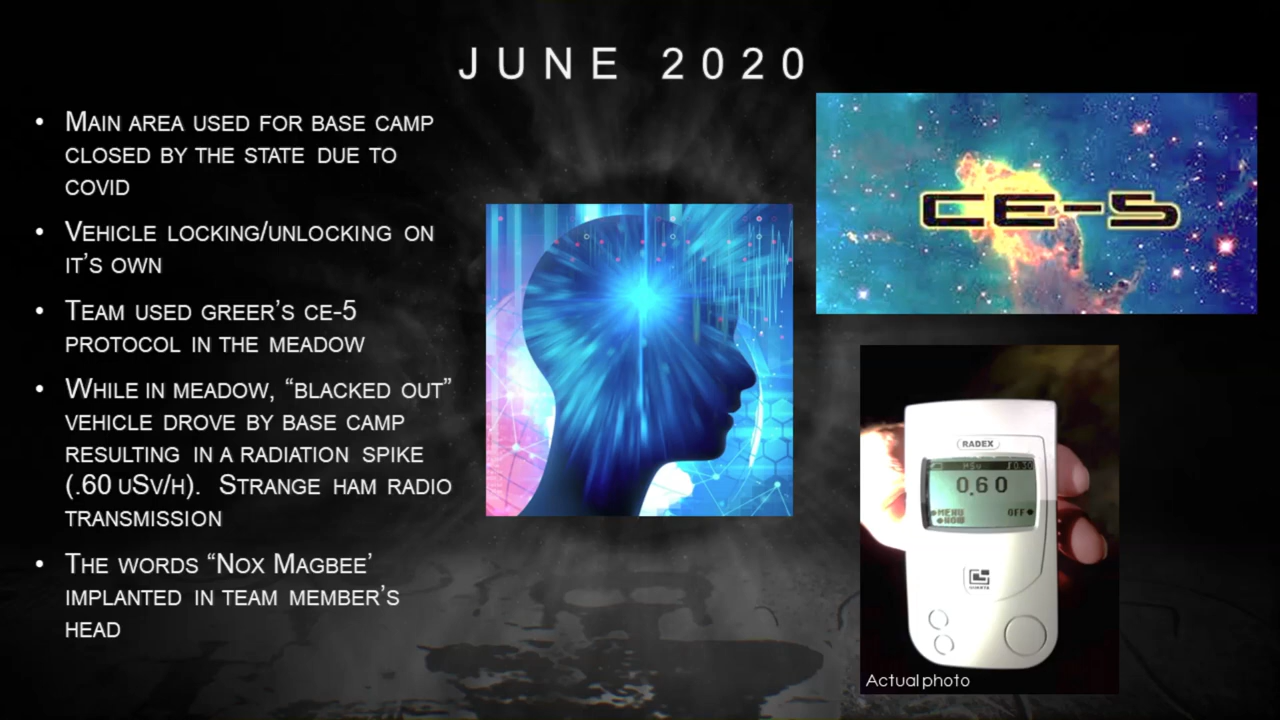 JUNE 2020
• MAIN AREA USED FOR BASE CAMP
CLOSED BY THE STATE DUE TO
COVID
• VEHICLE LOCKING/UNLOCKING ON
IT'S OWN
• TEAM USED GREER'S CE-5
PROTOCOL IN THE MEADOW
• WHILE IN MEADOW, “BLACKED OUT”
VEHICLE DROVE BY BASE CAMP
RESULTING IN A RADIATION SPIKE
(.60 USV/H). STRANGE HAM RADIO
TRANSMISSION
• THE WORDS “NOX MAGBEE’
IMPLANTED IN TEAM MEMBER’S
HEAD
CE-5
RADEX
0.60
MENU
OFF
Actual photo